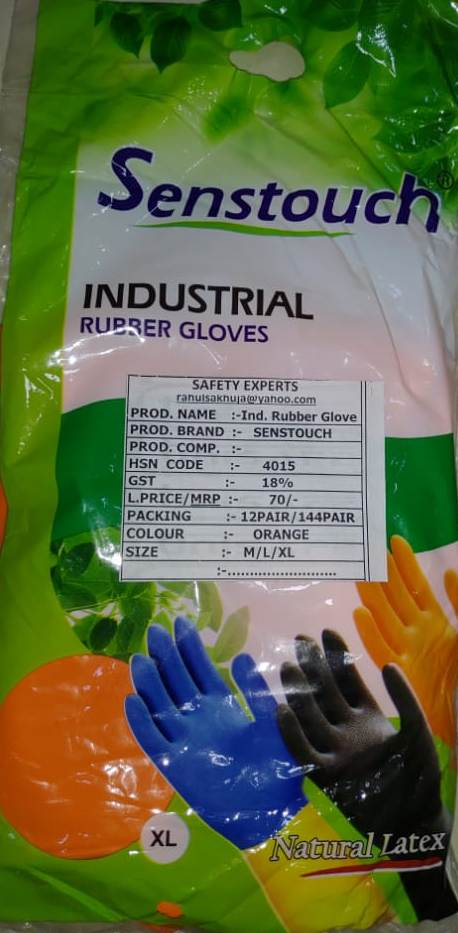 Senstouch®
INDUSTRIAL
RUBBER GLOVES
SAFETY EXPERTS
rahulsakhuja@yahoo.com
PROD. NAME :-Ind. Rubber Glove
PROD. BRAND :- SENSTOUCH
PROD. COMP. :-
HSN CODE :- 4015
GST :- 18%
L.PRICE/MRP :- 70/-
PACKING :- 12PAIR/144PAIR
COLOUR :- ORANGE
SIZE :- M/L/XL
:-........................
XL
Natural Latex